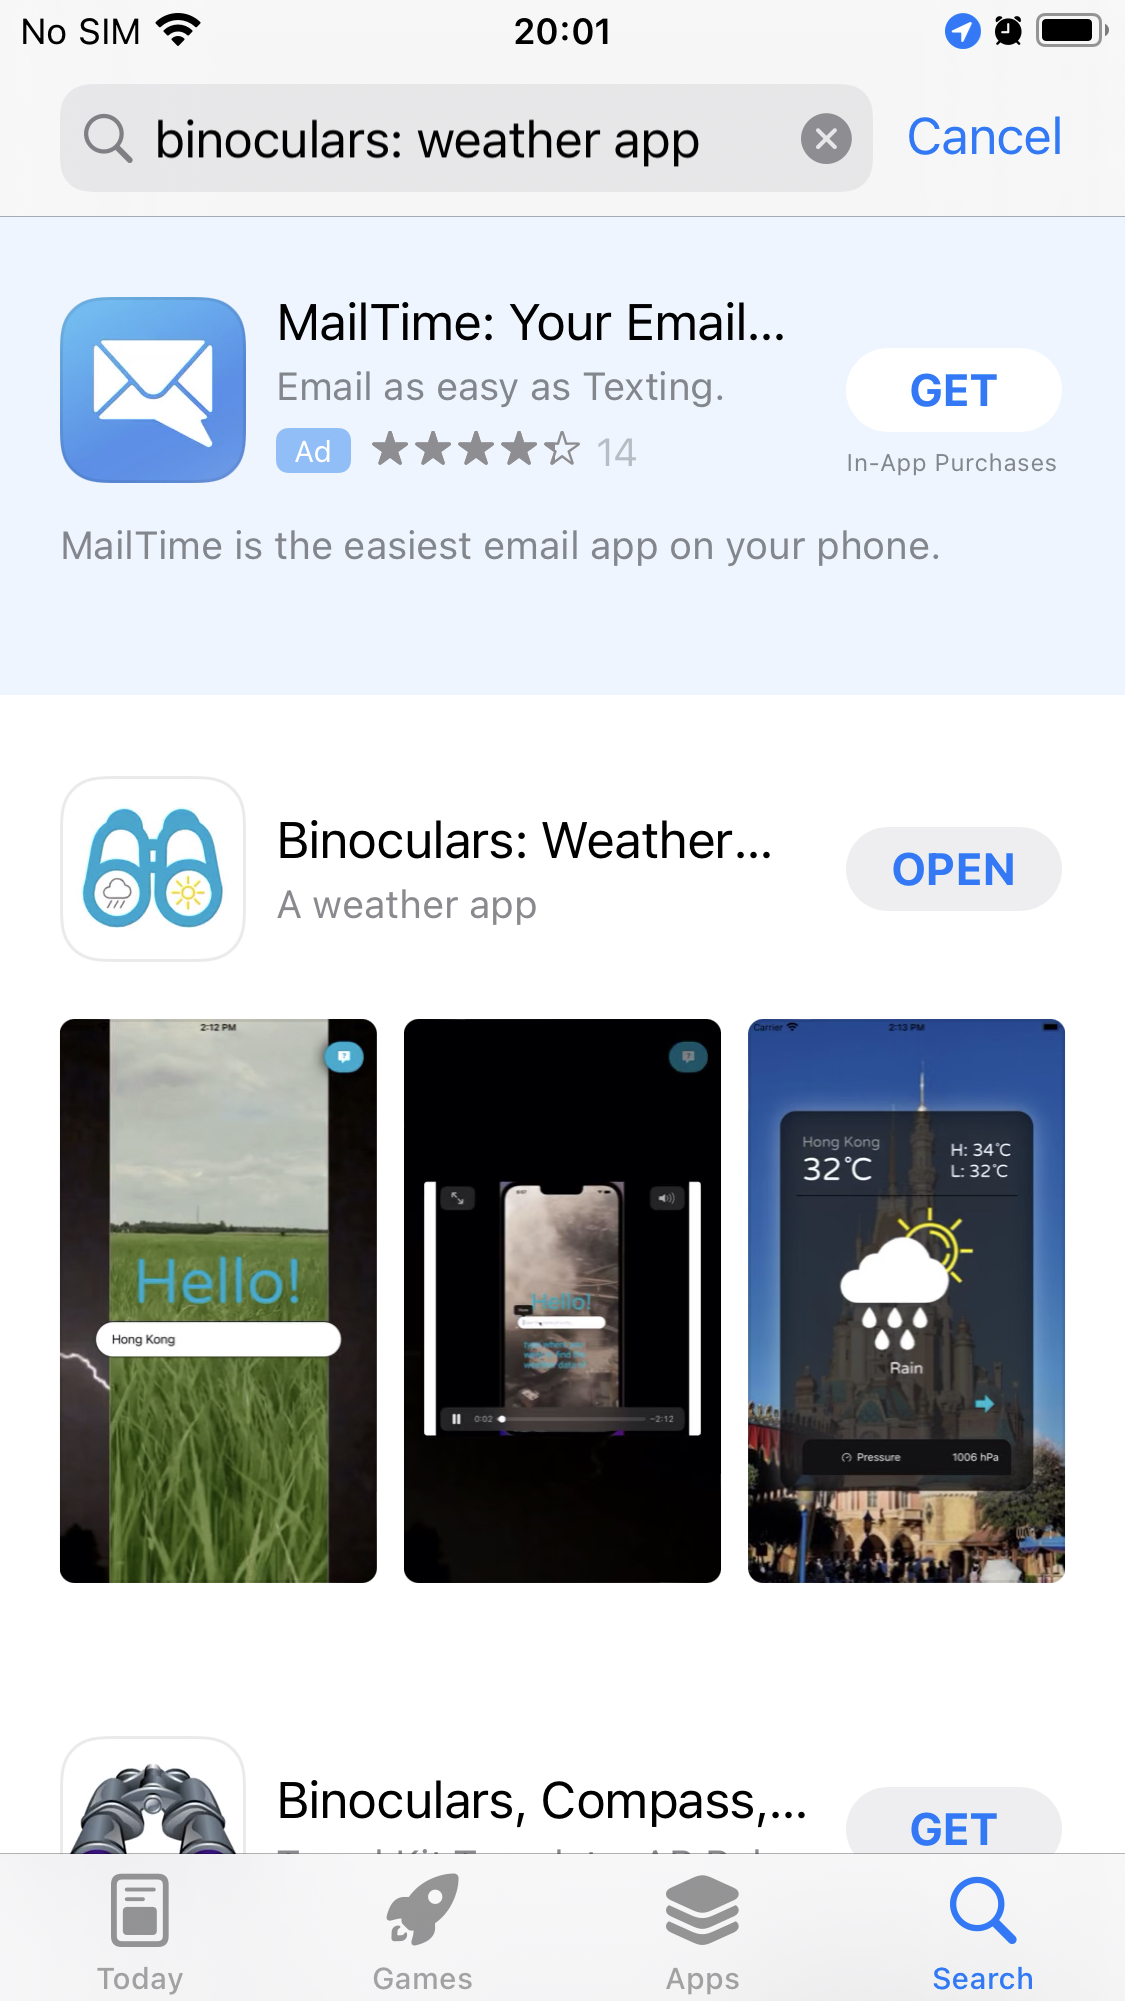 No SIM 20:01
binoculars: weather app Cancel
MailTime: Your Email...
Email as easy as Texting.
GET
Ad 14
In-App Purchases
MailTime is the easiest email app on your phone.
Binoculars: Weather...
A weather app
OPEN
2:12 PM
Hello!
Hong Kong
Hello!
0:02 -2:12
Carrier 2:13 PM
Hong Kong
32°C
H: 34°C
L: 32°C
Rain
Pressure 1006 hPa
Binoculars, Compass,...
GET
Today Games Apps Search